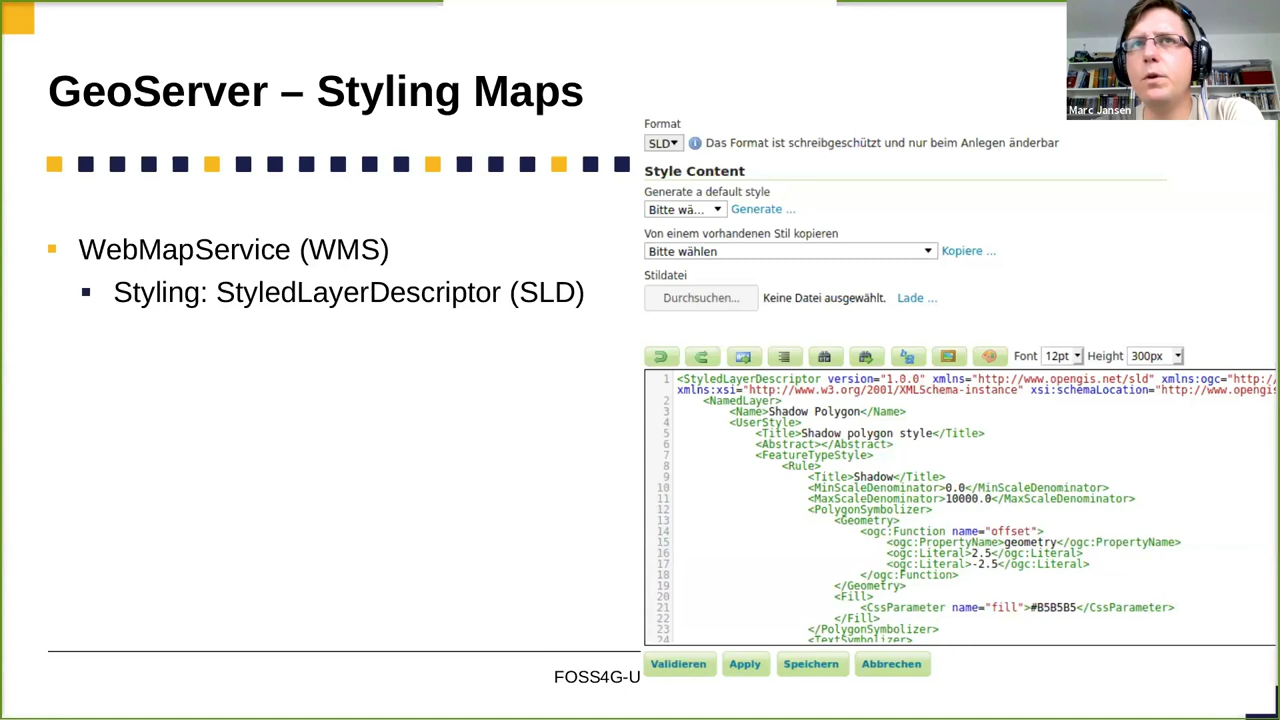 GeoServer – Styling Maps
Marc Jansen
WebMapService (WMS)
Styling: StyledLayerDescriptor (SLD)
Format
SLD Das Format ist schreibgeschützt und nur beim Anlegen änderbar
Style Content
Generate a default style
Bitte wä... Generate ...
Von einem vorhandenen Stil kopieren
Bitte wählen Kopiere ...
Stildatei
Durchsuchen... Keine Datei ausgewählt. Lade ...
Font 12pt Height 300px
1 <StyledLayerDescriptor version="1.0.0" xmlns="http://www.opengis.net/sld" xmlns:ogc="http:/
xmlns:xsi="http://www.w3.org/2001/XMLSchema-instance" xsi:schemaLocation="http://www.opengis
2 <NamedLayer>
3 <Name>Shadow Polygon</Name>
4 <UserStyle>
5 <Title>Shadow polygon style</Title>
6 <Abstract></Abstract>
7 <FeatureTypeStyle>
8 <Rule>
9 <Title>Shadow</Title>
10 <MinScaleDenominator>0.0</MinScaleDenominator>
11 <MaxScaleDenominator>10000.0</MaxScaleDenominator>
12 <PolygonSymbolizer>
13 <Geometry>
14 <ogc:Function name="offset">
15 <ogc:PropertyName>geometry</ogc:PropertyName>
16 <ogc:Literal>2.5</ogc:Literal>
17 <ogc:Literal>-2.5</ogc:Literal>
18 </ogc:Function>
19 </Geometry>
20 <Fill>
21 <CssParameter name="fill">#B5B5B5</CssParameter>
22 </Fill>
23 </PolygonSymbolizer>
24 <TextSymbolizer>
Validieren Apply Speichern Abbrechen
FOSS4G-U